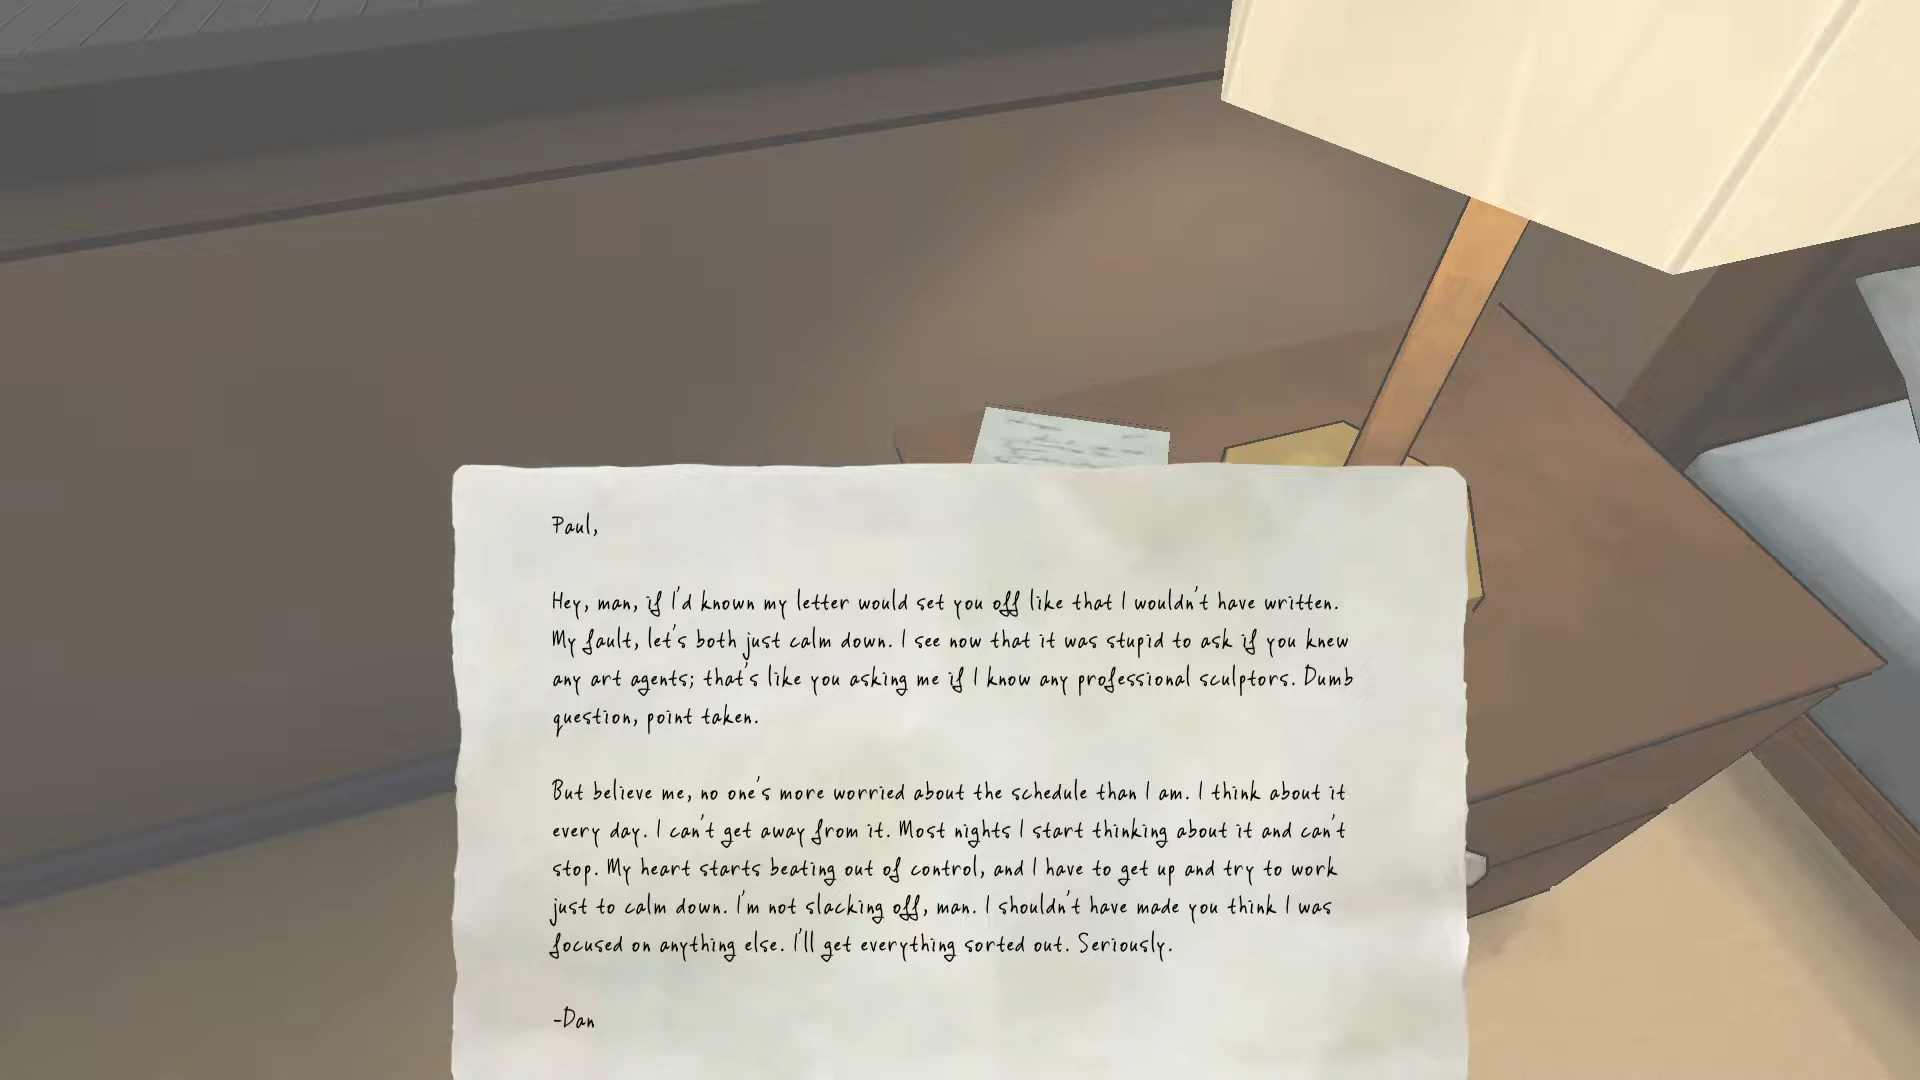 Paul,
Hey, man, if I'd known my letter would set you off like that I wouldn't have written.
My fault, let's both just calm down. I see now that it was stupid to ask if you knew
any art agents; that's like you asking me if I know any professional sculptors. Dumb
question, point taken.
But believe me, no one's more worried about the schedule than I am. I think about it
every day. I can't get away from it. Most nights I start thinking about it and can't
stop. My heart starts beating out of control, and I have to get up and try to work
just to calm down. I'm not slacking off, man. I shouldn't have made you think I was
focused on anything else. I'll get everything sorted out. Seriously.
-Dan